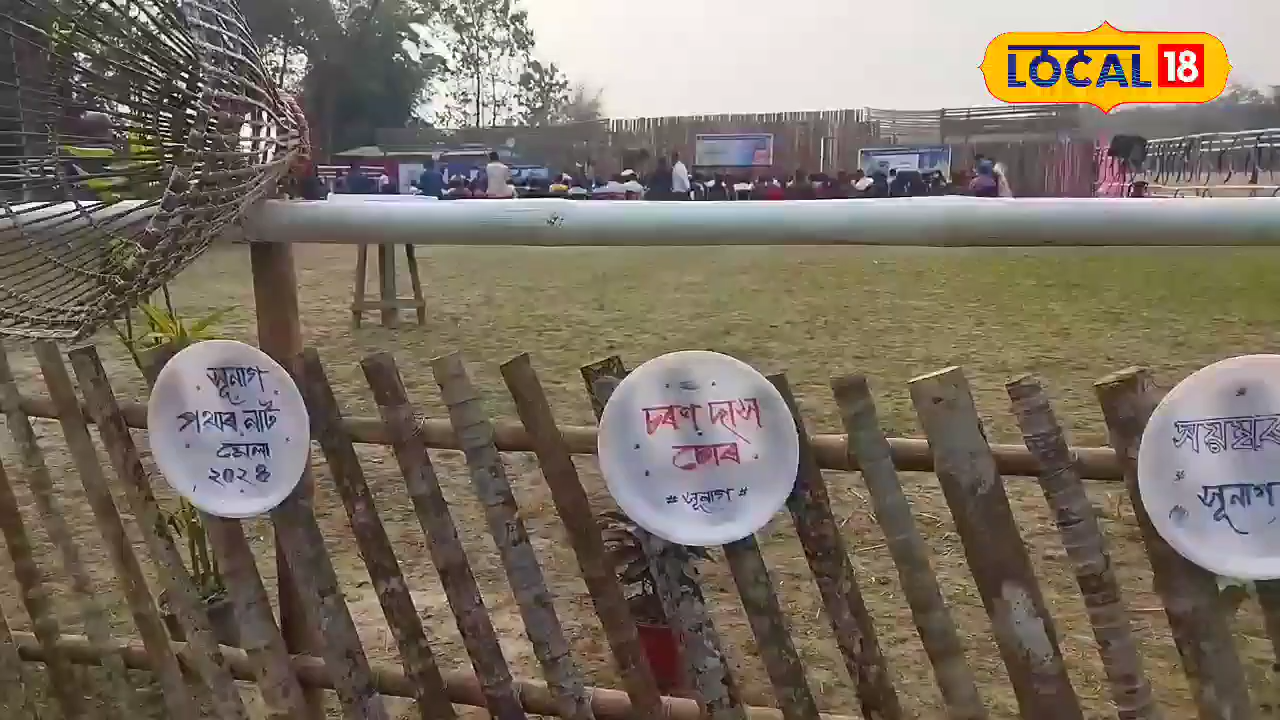 LOCAL 18
সূনাগ
পথাৰ নাট
মেলা
২০২৪
চৰণ দাস
চোৰ
# সূনাগ #
সয়ম্বৰ
সূনাগ